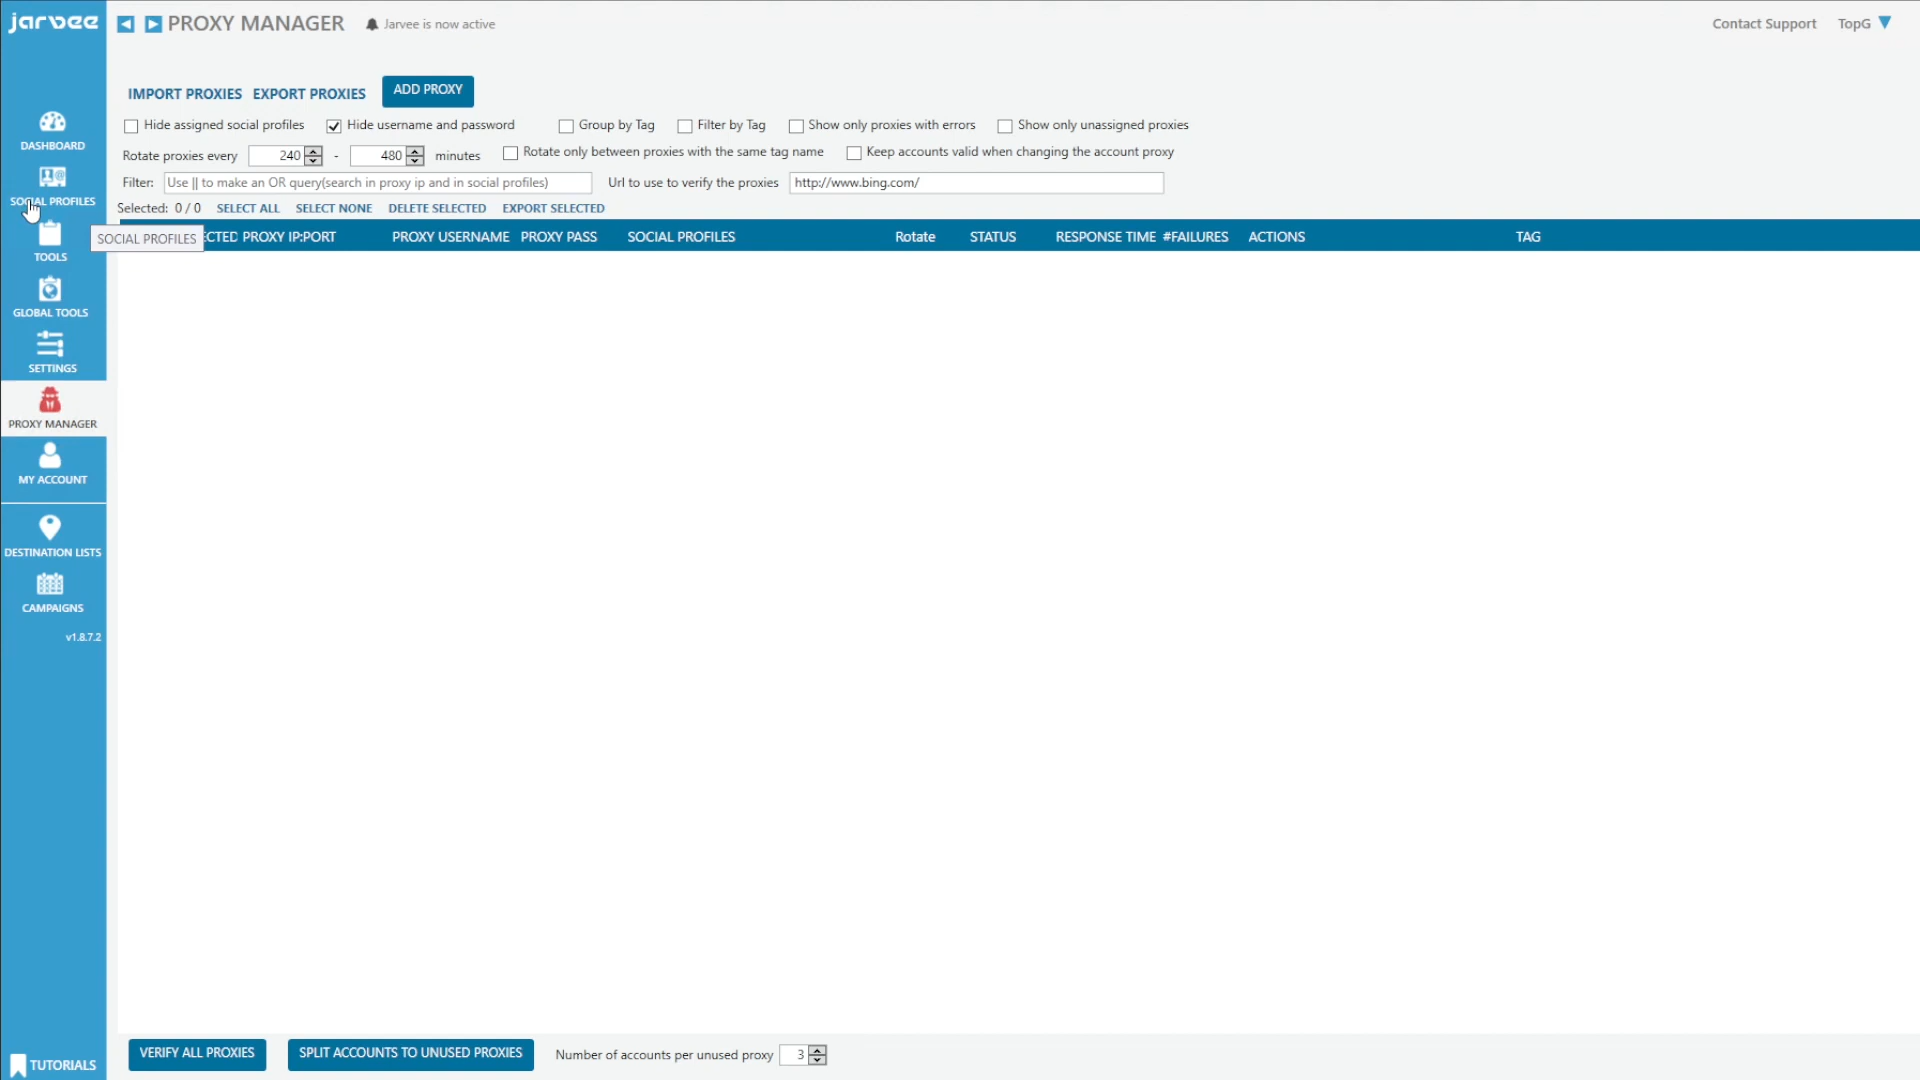 jarvee
PROXY MANAGER
Jarvee is now active
Contact Support
TopG
IMPORT PROXIES EXPORT PROXIES ADD PROXY
Hide assigned social profiles Hide username and password Group by Tag Filter by Tag Show only proxies with errors Show only unassigned proxies
Rotate proxies every 240 - 480 minutes Rotate only between proxies with the same tag name Keep accounts valid when changing the account proxy
Filter: Use || to make an OR query(search in proxy ip and in social profiles) Url to use to verify the proxies http://www.bing.com/
Selected: 0 / 0 SELECT ALL SELECT NONE DELETE SELECTED EXPORT SELECTED
CTED PROXY IP:PORT PROXY USERNAME PROXY PASS SOCIAL PROFILES Rotate STATUS RESPONSE TIME #FAILURES ACTIONS TAG
DASHBOARD
SOCIAL PROFILES
SOCIAL PROFILES
TOOLS
GLOBAL TOOLS
SETTINGS
PROXY MANAGER
MY ACCOUNT
DESTINATION LISTS
CAMPAIGNS
v1.8.7.2
TUTORIALS
VERIFY ALL PROXIES SPLIT ACCOUNTS TO UNUSED PROXIES Number of accounts per unused proxy 3